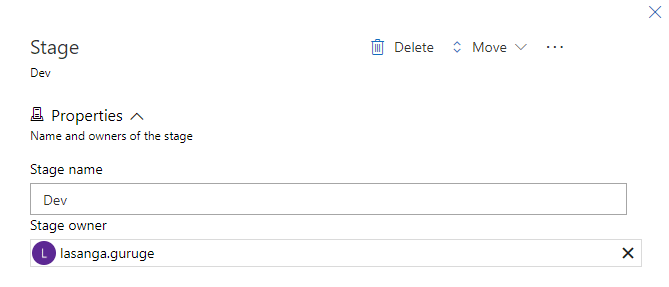 Stage
Delete
Move
...
Dev
Properties
Name and owners of the stage
Stage name
Dev
Stage owner
L
lasanga.guruge